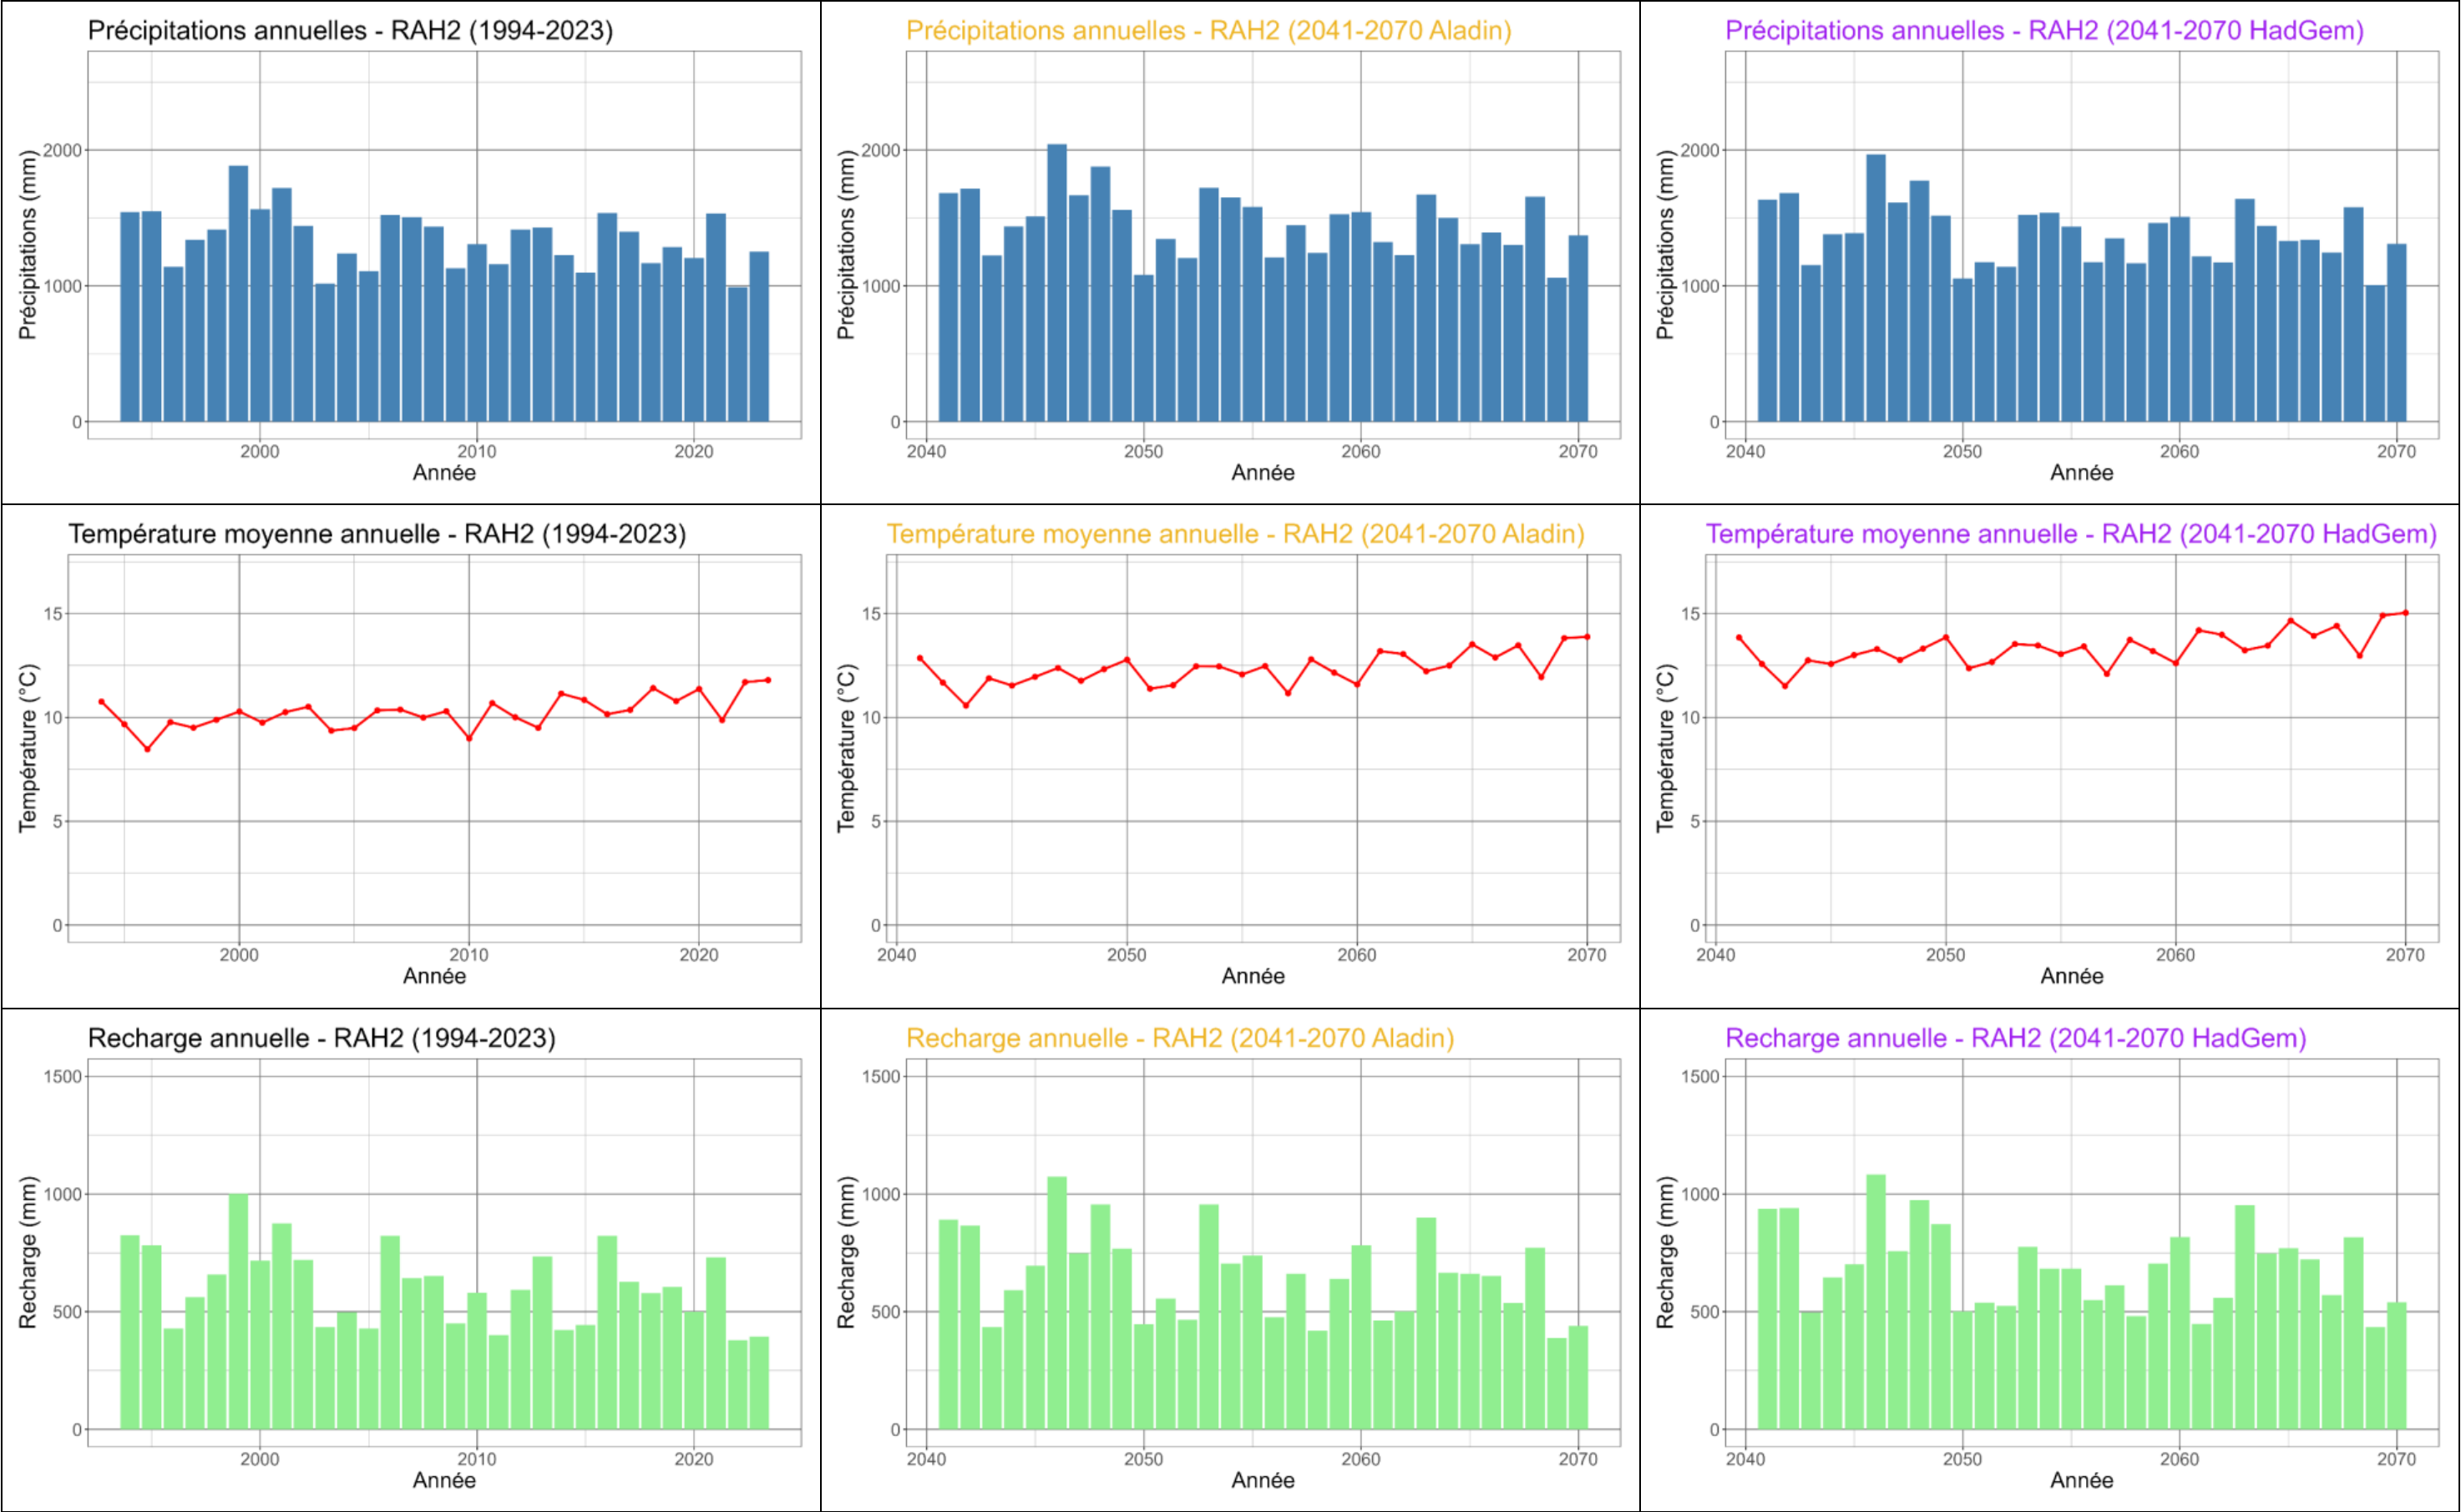 Précipitations annuelles - RAH2 (1994-2023)
Précipitations (mm)
2000
1000
0
2000
2010
2020
Année
Précipitations annuelles - RAH2 (2041-2070 Aladin)
Précipitations (mm)
2000
1000
0
2040
2050
2060
2070
Année
Précipitations annuelles - RAH2 (2041-2070 HadGem)
Précipitations (mm)
2000
1000
0
2040
2050
2060
2070
Année
Température moyenne annuelle - RAH2 (1994-2023)
Température (°C)
15
10
5
0
2000
2010
2020
Année
Température moyenne annuelle - RAH2 (2041-2070 Aladin)
Température (°C)
15
10
5
0
2040
2050
2060
2070
Année
Température moyenne annuelle - RAH2 (2041-2070 HadGem)
Température (°C)
15
10
5
0
2040
2050
2060
2070
Année
Recharge annuelle - RAH2 (1994-2023)
Recharge (mm)
1500
1000
500
0
2000
2010
2020
Année
Recharge annuelle - RAH2 (2041-2070 Aladin)
Recharge (mm)
1500
1000
500
0
2040
2050
2060
2070
Année
Recharge annuelle - RAH2 (2041-2070 HadGem)
Recharge (mm)
1500
1000
500
0
2040
2050
2060
2070
Année